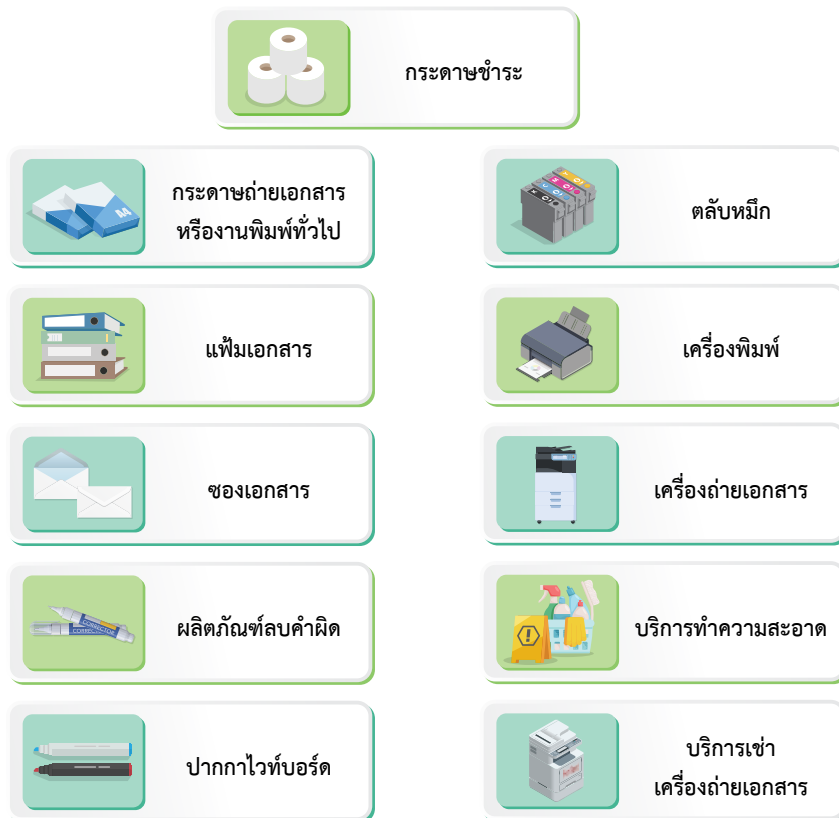 กระดาษชำระ
กระดาษถ่ายเอกสาร
หรืองานพิมพ์ทั่วไป
A4
ตลับหมึก
แฟ้มเอกสาร
เครื่องพิมพ์
ซองเอกสาร
เครื่องถ่ายเอกสาร
ผลิตภัณฑ์ลบคำผิด
CORRECTOR
บริการทำความสะอาด
ปากกาไวท์บอร์ด
บริการเช่า
เครื่องถ่ายเอกสาร